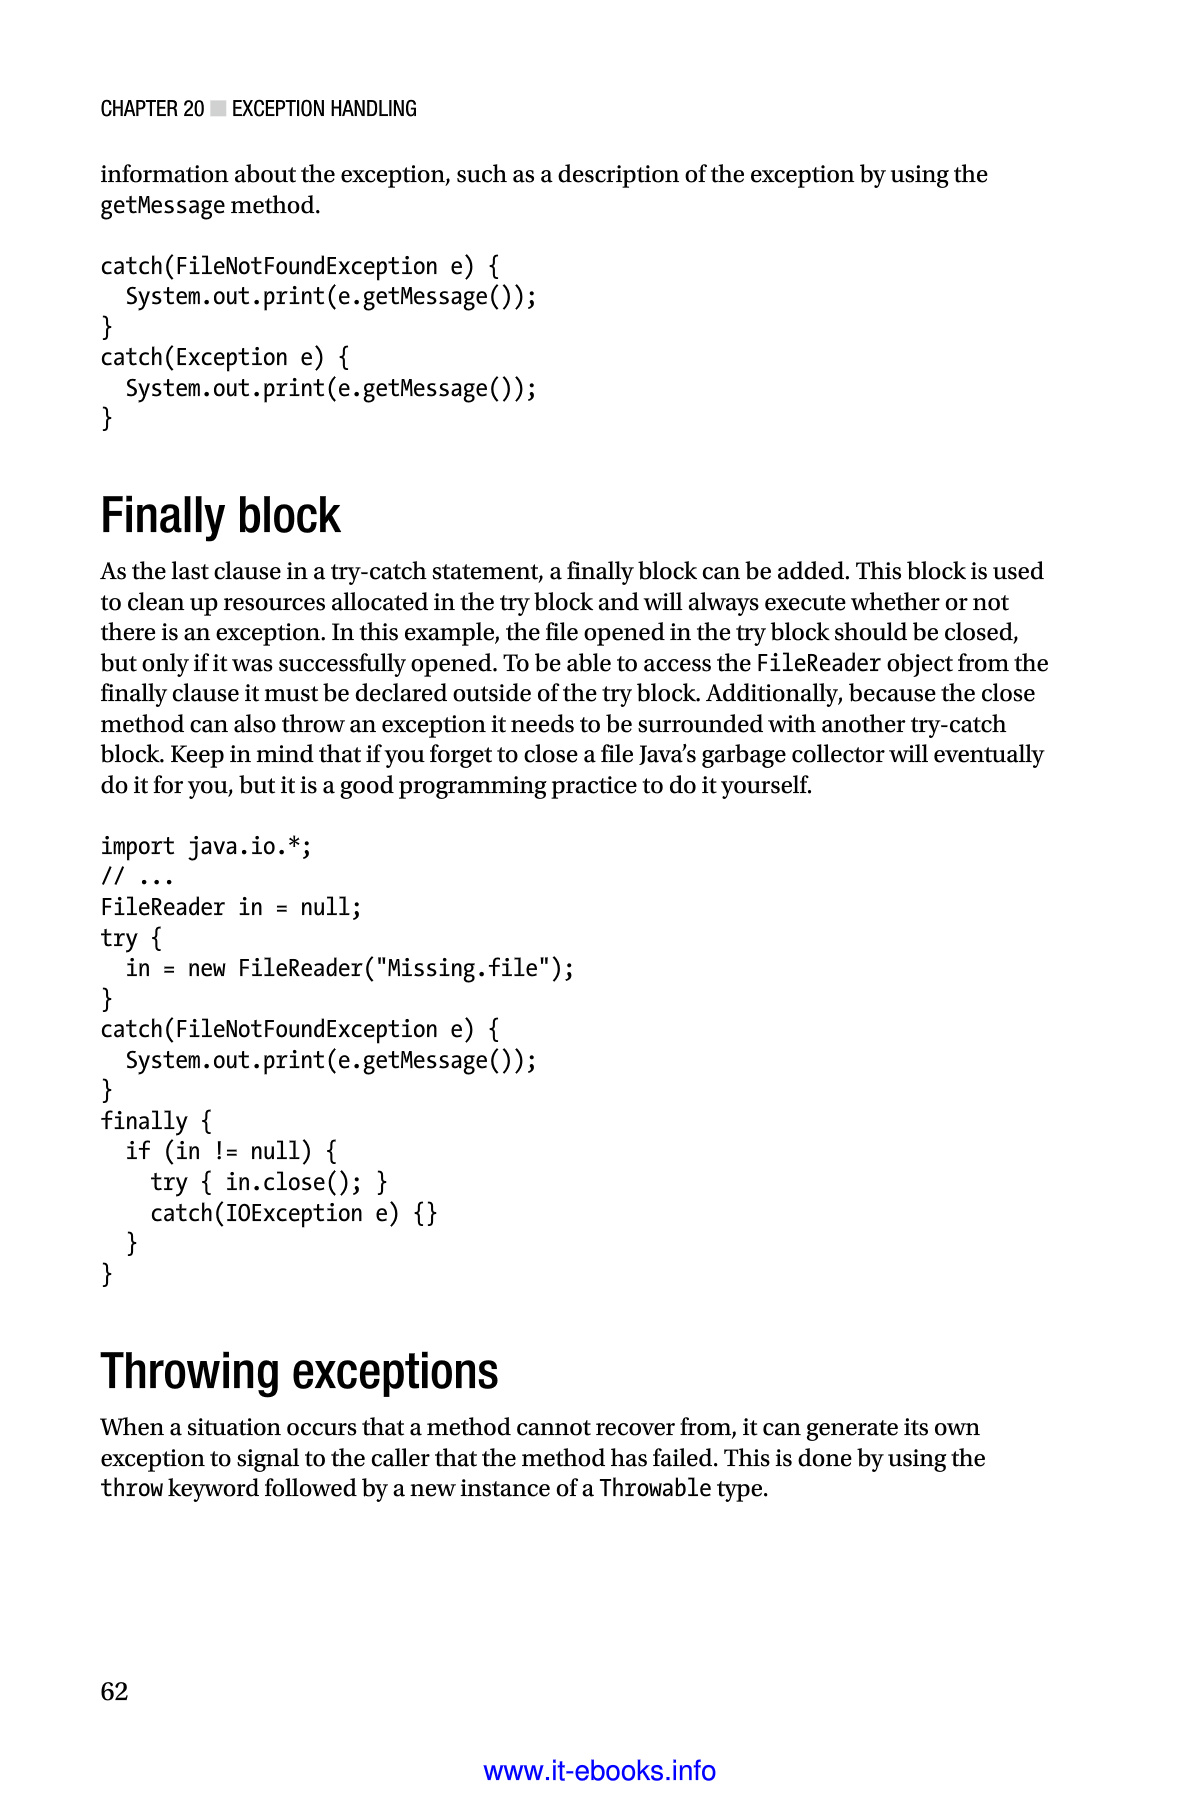 CHAPTER 20 ■ EXCEPTION HANDLING
information about the exception, such as a description of the exception by using the
getMessage method.
catch(FileNotFoundException e) {
  System.out.print(e.getMessage());
}
catch(Exception e) {
  System.out.print(e.getMessage());
}
Finally block
As the last clause in a try-catch statement, a finally block can be added. This block is used
to clean up resources allocated in the try block and will always execute whether or not
there is an exception. In this example, the file opened in the try block should be closed,
but only if it was successfully opened. To be able to access the FileReader object from the
finally clause it must be declared outside of the try block. Additionally, because the close
method can also throw an exception it needs to be surrounded with another try-catch
block. Keep in mind that if you forget to close a file Java’s garbage collector will eventually
do it for you, but it is a good programming practice to do it yourself.
import java.io.*;
// ...
FileReader in = null;
try {
  in = new FileReader("Missing.file");
}
catch(FileNotFoundException e) {
  System.out.print(e.getMessage());
}
finally {
  if (in != null) {
    try { in.close(); }
    catch(IOException e) {}
  }
}
Throwing exceptions
When a situation occurs that a method cannot recover from, it can generate its own
exception to signal to the caller that the method has failed. This is done by using the
throw keyword followed by a new instance of a Throwable type.
62
www.it-ebooks.info